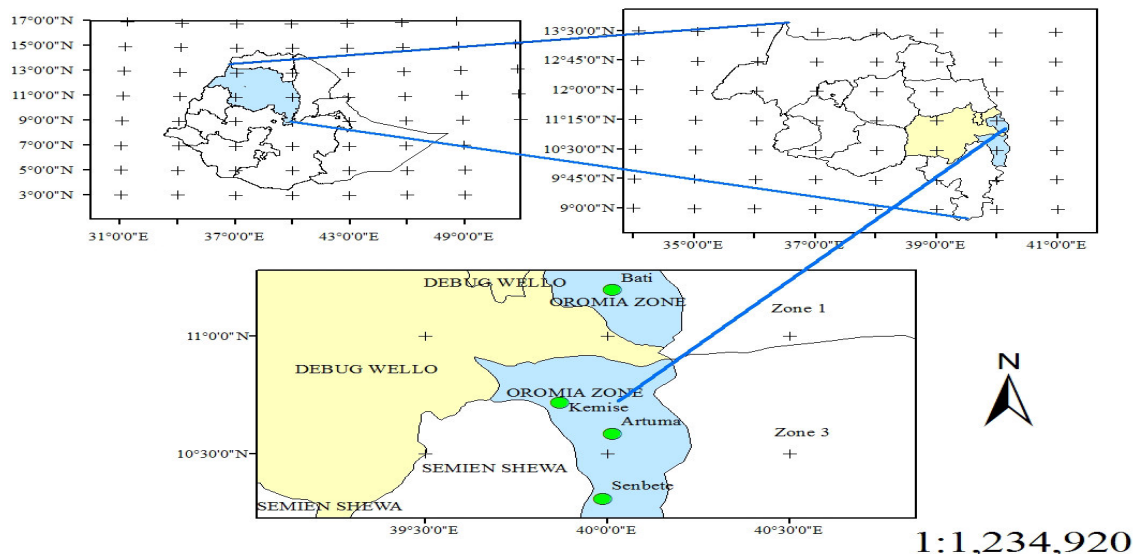 17°0'0"N
15°0'0"N
13°0'0"N
11°0'0"N
9°0'0"N
7°0'0"N
5°0'0"N
3°0'0"N
31°0'0"E 37°0'0"E 43°0'0"E 49°0'0"E
13°30'0"N
12°45'0"N
12°0'0"N
11°15'0"N
10°30'0"N
9°45'0"N
9°0'0"N
35°0'0"E 37°0'0"E 39°0'0"E 41°0'0"E
DEBUG WELLO
Bati
OROMIA ZONE
Zone 1
11°0'0"N
DEBUG WELLO
OROMIA ZONE
Kemise
Artuma
Zone 3
10°30'0"N
SEMIEN SHEWA
Senbete
SEMIEN SHEWA
39°30'0"E 40°0'0"E 40°30'0"E
N
1:1,234,920